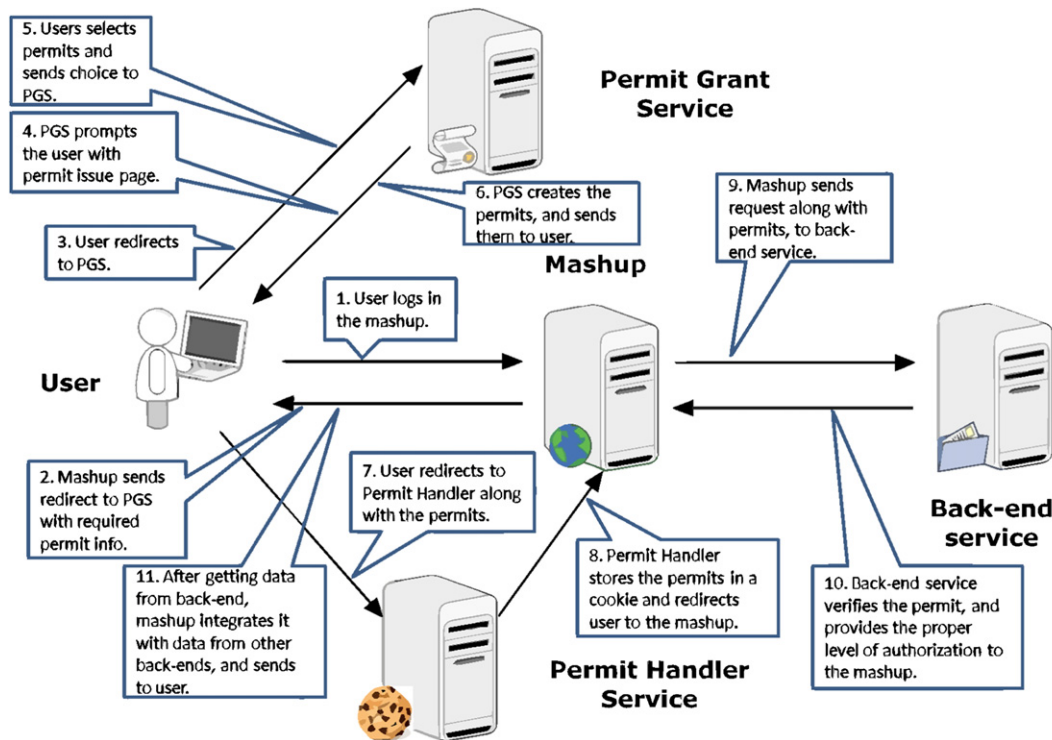 5. Users selects
permits and
sends choice to
PGS.
Permit Grant
Service
4. PGS prompts
the user with
permit issue page.
6. PGS creates the
permits, and sends
them to user.
9. Mashup sends
request along with
permits, to back-
end service.
3. User redirects
to PGS.
Mashup
1. User logs in
the mashup.
User
2. Mashup sends
redirect to PGS
with required
permit info.
7. User redirects to
Permit Handler along
with the permits.
Back-end
service
8. Permit Handler
stores the permits in a
cookie and redirects
user to the mashup.
11. After getting data
from back-end,
mashup integrates it
with data from other
back-ends, and sends
to user.
10. Back-end service
verifies the permit, and
provides the proper
level of authorization to
the mashup.
Permit Handler
Service